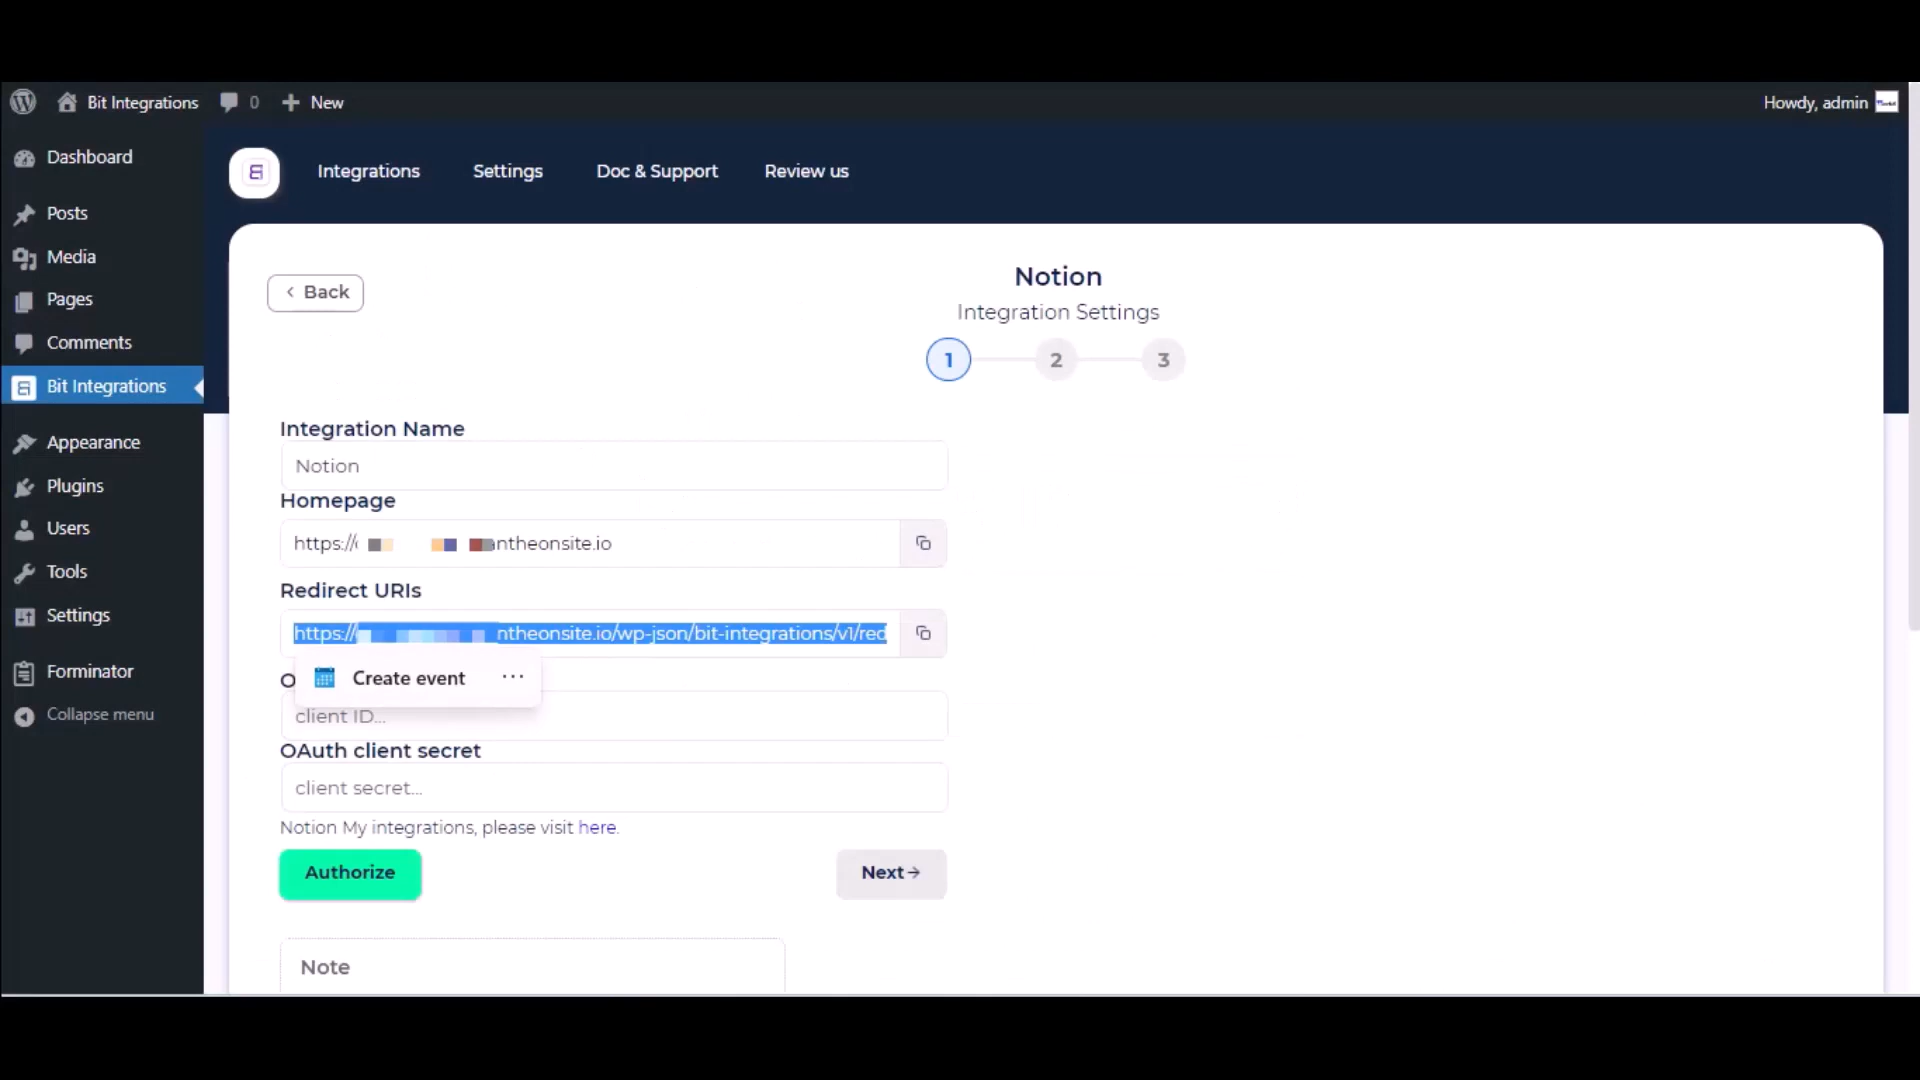 Bit Integrations 0 New Howdy, admin
Dashboard
Posts
Media
Pages
Comments
Bit Integrations
Appearance
Plugins
Users
Tools
Settings
Forminator
Collapse menu
Integrations Settings Doc & Support Review us
Back
Notion
Integration Settings
1 2 3
Integration Name
Notion
Homepage
https:// ntheonsite.io
Redirect URIs
https:// ntheonsite.io/wp-json/bit-integrations/v1/red
Create event ...
O
client ID...
OAuth client secret
client secret...
Notion My integrations, please visit here.
Authorize Next→
Note